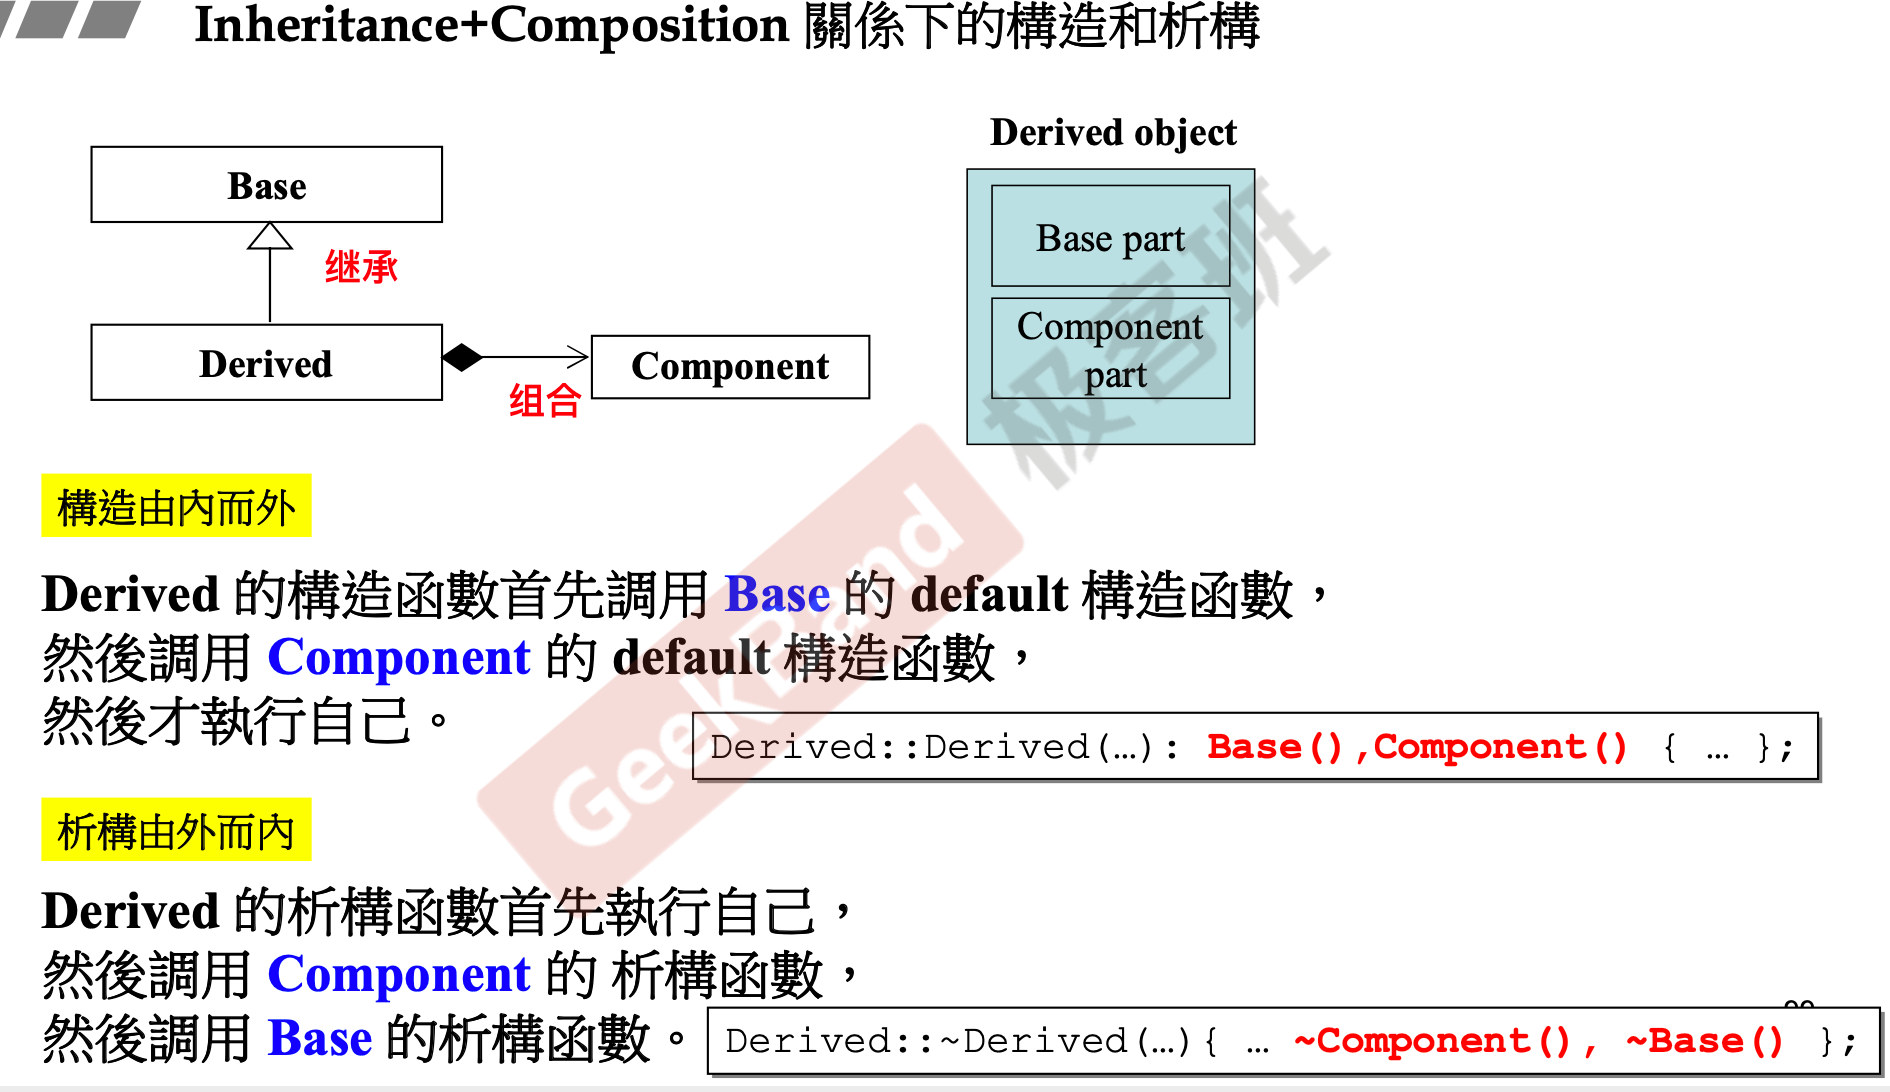 Inheritance+Composition 關係下的構造和析構
Derived object
Base
Base part
继承
Component
part
Derived
Component
组合
極客班
GeekBand
構造由內而外
Derived 的構造函數首先調用 Base 的 default 構造函數，
然後調用 Component 的 default 構造函數，
然後才執行自己。
Derived::Derived(…): Base(),Component() { … };
析構由外而內
Derived 的析構函數首先執行自己，
然後調用 Component 的 析構函數，
然後調用 Base 的析構函數。
Derived::~Derived(…){ … ~Component(), ~Base() };